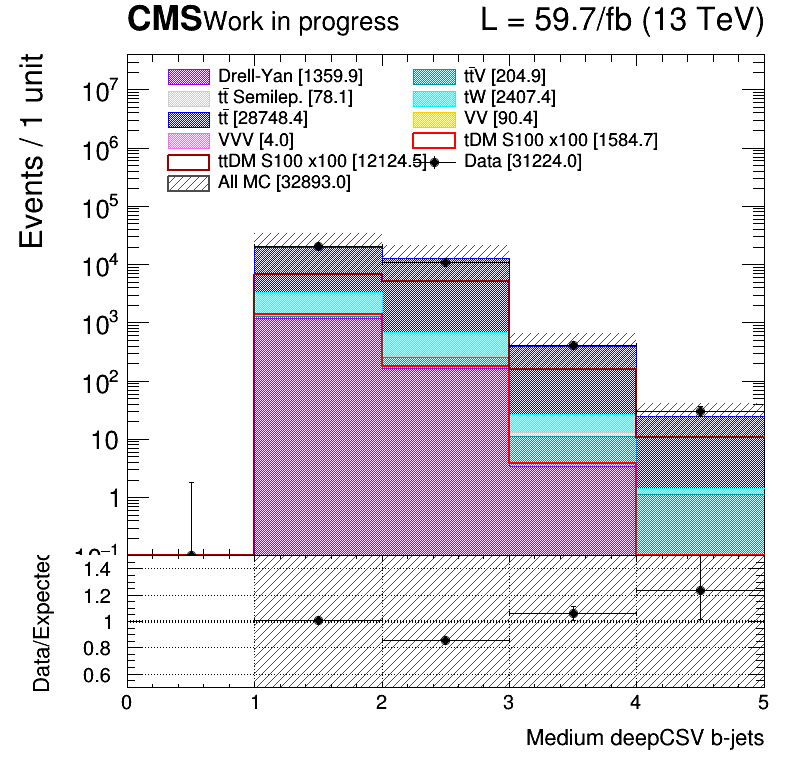 CMS Work in progress L = 59.7/fb (13 TeV)
Events / 1 unit
Drell-Yan [1359.9] tt̄V [204.9]
tt̄ Semilep. [78.1] tW [2407.4]
tt̄ [28748.4] VV [90.4]
VVV [4.0] tDM S100 x100 [1584.7]
ttDM S100 x100 [12124.5] Data [31224.0]
All MC [32893.0]
10⁷
10⁶
10⁵
10⁴
10³
10²
10
1
10⁻¹
Data/Expected
1.4
1.2
1
0.8
0.6
0 1 2 3 4 5
Medium deepCSV b-jets